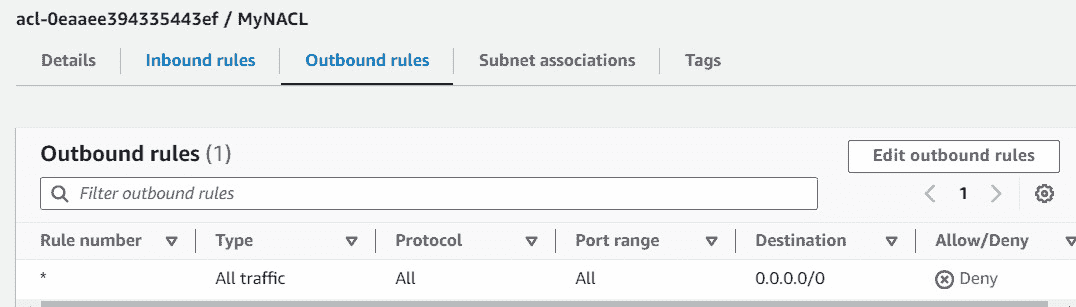 acl-0eaaee394335443ef / MyNACL
Details Inbound rules Outbound rules Subnet associations Tags
Outbound rules (1)
Edit outbound rules
Filter outbound rules
1
Rule number Type Protocol Port range Destination Allow/Deny
* All traffic All All 0.0.0.0/0 Deny